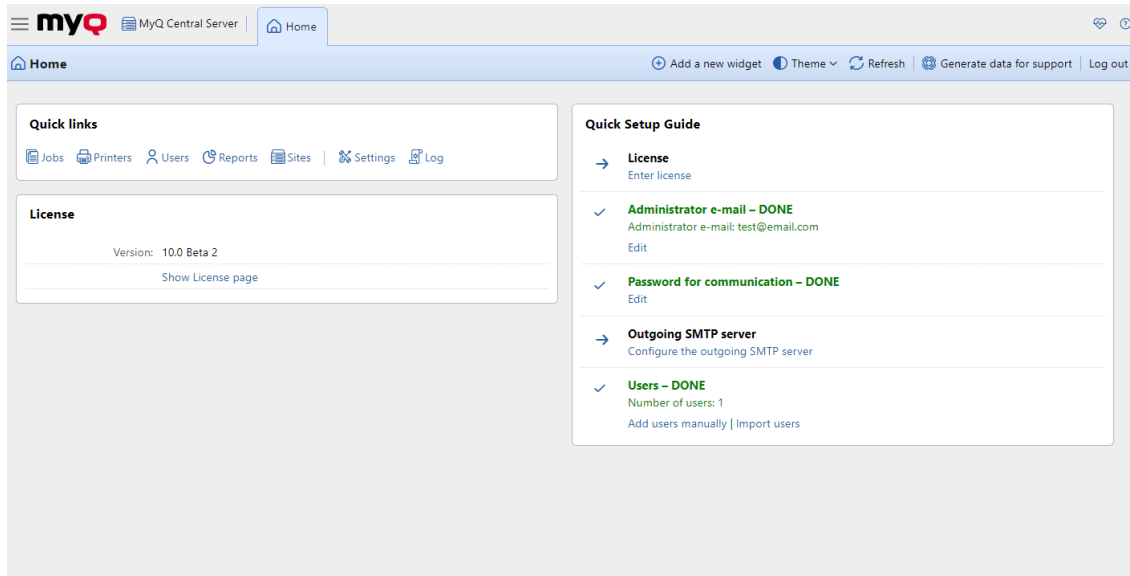 myQ MyQ Central Server Home
Home Add a new widget Theme Refresh Generate data for support Log out
Quick links
Jobs Printers Users Reports Sites Settings Log
License
Version: 10.0 Beta 2
Show License page
Quick Setup Guide
License
Enter license
Administrator e-mail – DONE
Administrator e-mail: test@email.com
Edit
Password for communication – DONE
Edit
Outgoing SMTP server
Configure the outgoing SMTP server
Users – DONE
Number of users: 1
Add users manually | Import users